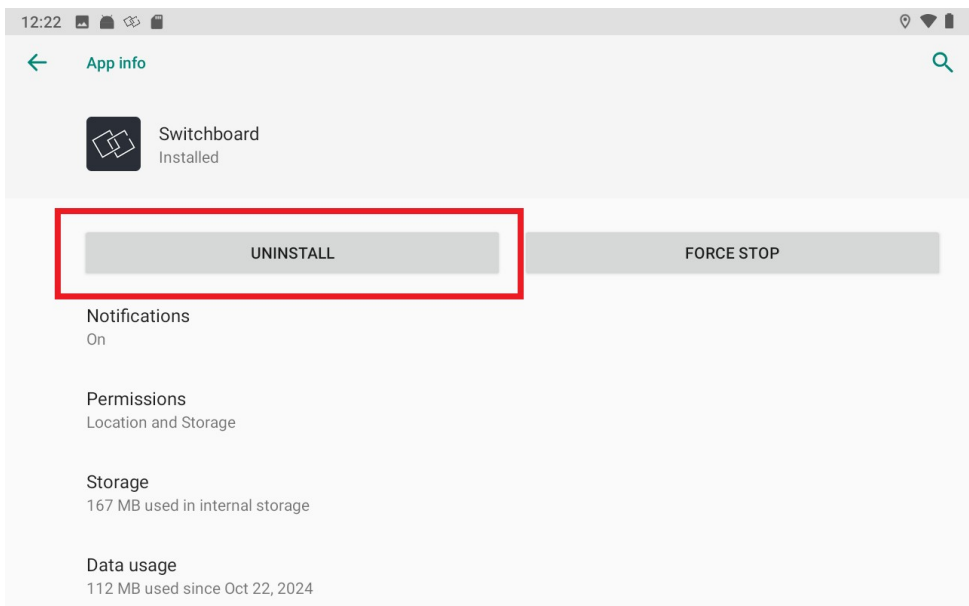 12:22
App info
Switchboard
Installed
UNINSTALL
FORCE STOP
Notifications
On
Permissions
Location and Storage
Storage
167 MB used in internal storage
Data usage
112 MB used since Oct 22, 2024